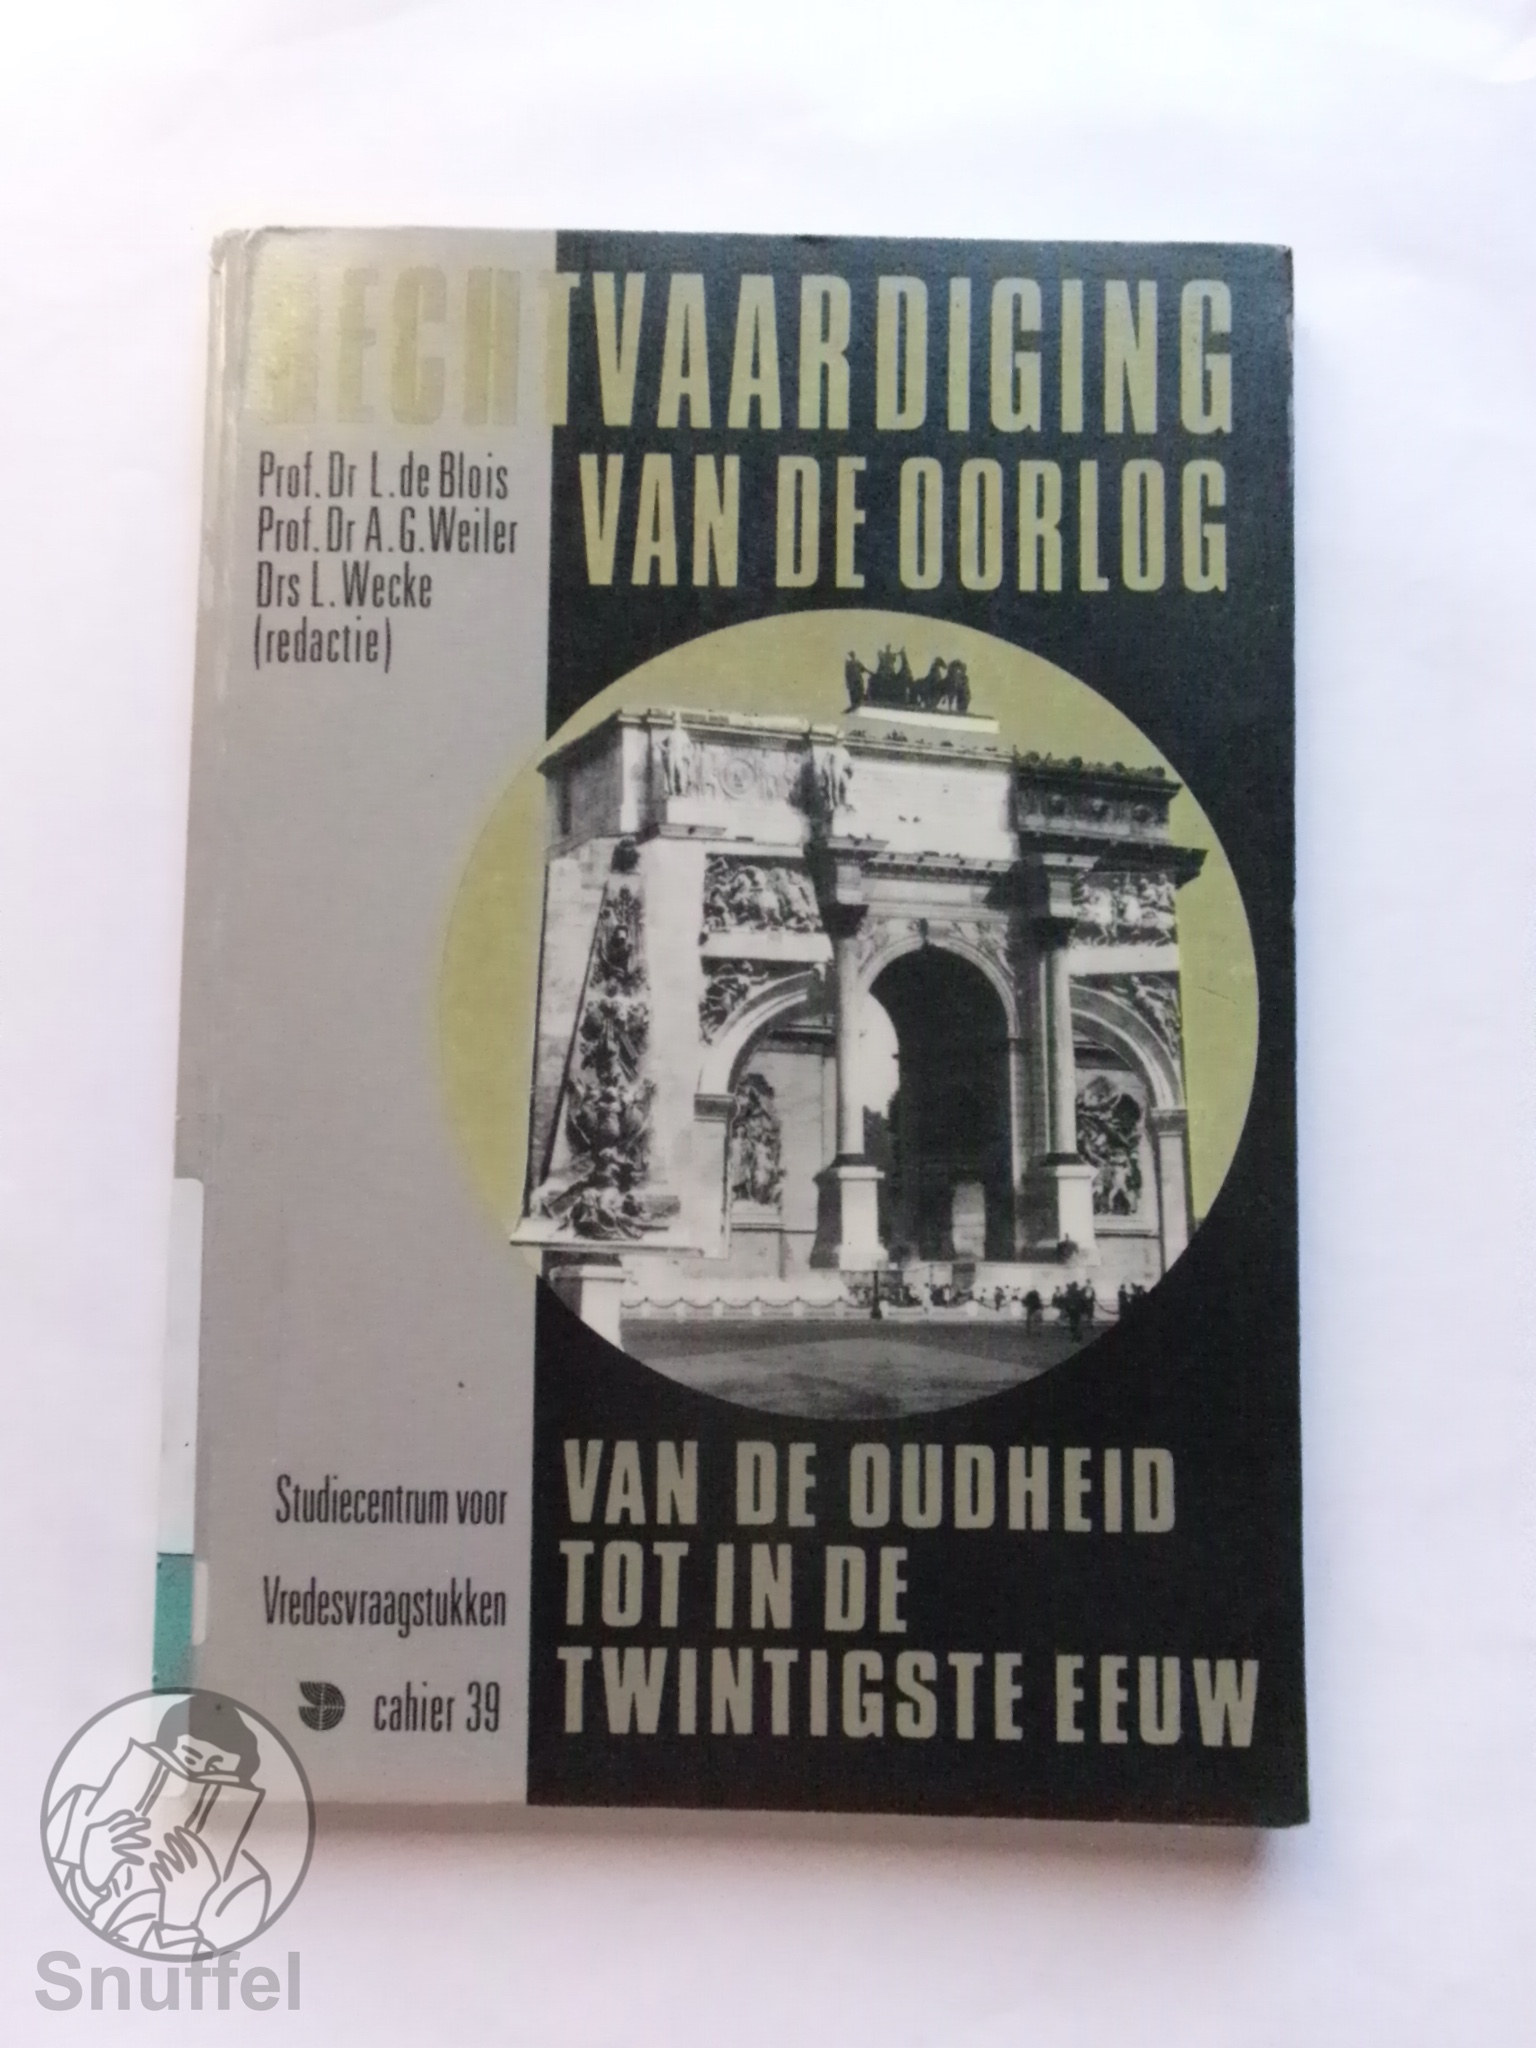 RECHTVAARDIGING
VAN DE OORLOG
Prof. Dr L. de Blois
Prof. Dr A.G. Weiler
Drs L. Wecke
(redactie)
VAN DE OUDHEID
TOT IN DE
TWINTIGSTE EEUW
Studiecentrum voor
Vredesvraagstukken
cahier 39
Snuffel